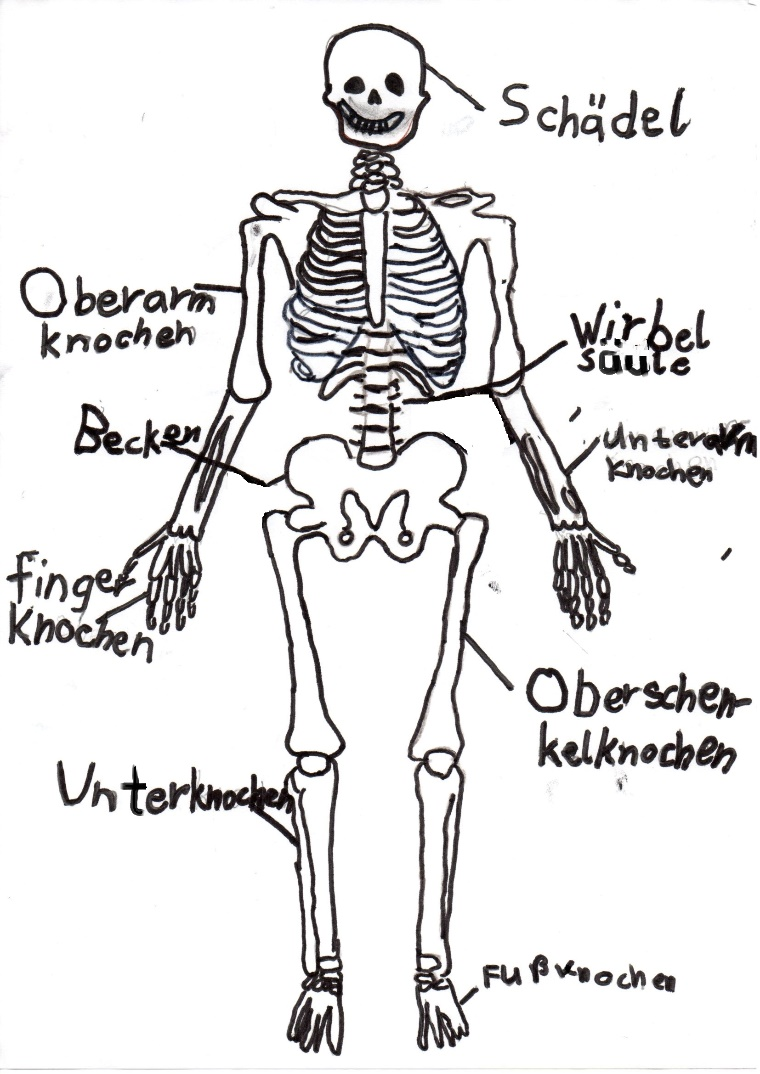 Schädel
Oberarm
knochen
Wirbel
säule
Becken
Unterarm
knochen
finger
Knochen
Oberschen-
kelknochen
Unterknochen
Fußknochen